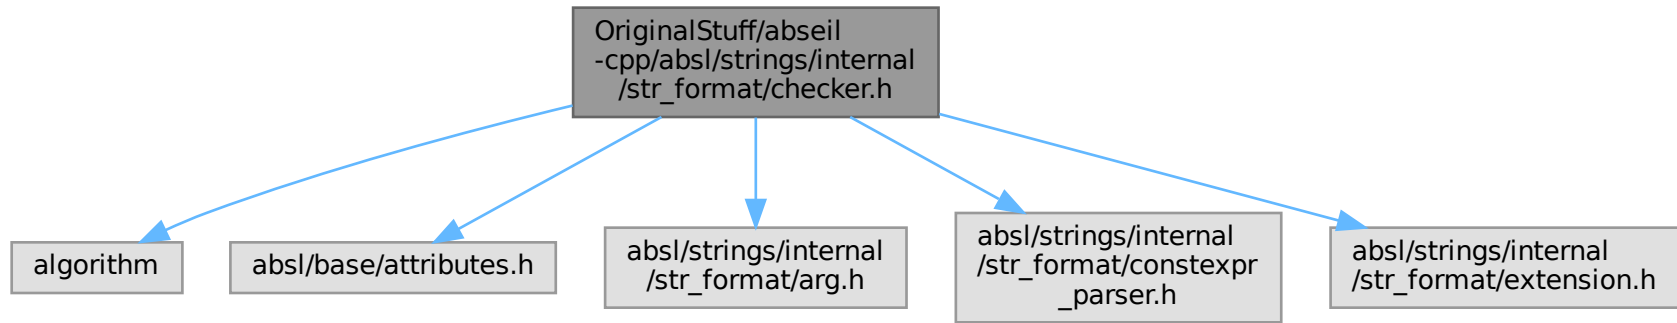 OriginalStuff/abseil
-cpp/absl/strings/internal
/str_format/checker.h
algorithm
absl/base/attributes.h
absl/strings/internal
/str_format/arg.h
absl/strings/internal
/str_format/constexpr
_parser.h
absl/strings/internal
/str_format/extension.h